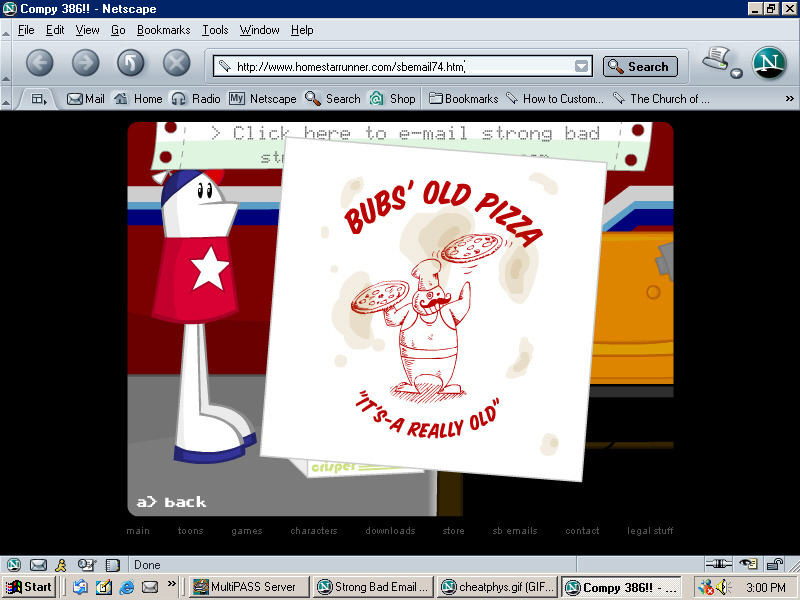 Compy 386!! - Netscape
File Edit View Go Bookmarks Tools Window Help
http://www.homestarrunner.com/sbemail74.htm
Search
N
Mail Home Radio My Netscape Search Shop Bookmarks How to Custom... The Church of ... »
> Click here to e-mail strong bad
BUBS' OLD PIZZA
"IT'S-A REALLY OLD"
crisper
a> back
main toons games characters downloads store sb emails contact legal stuff
Done
Start » MultiPASS Server Strong Bad Email ... cheatphys.gif (GIF... Compy 386!! - ... 3:00 PM